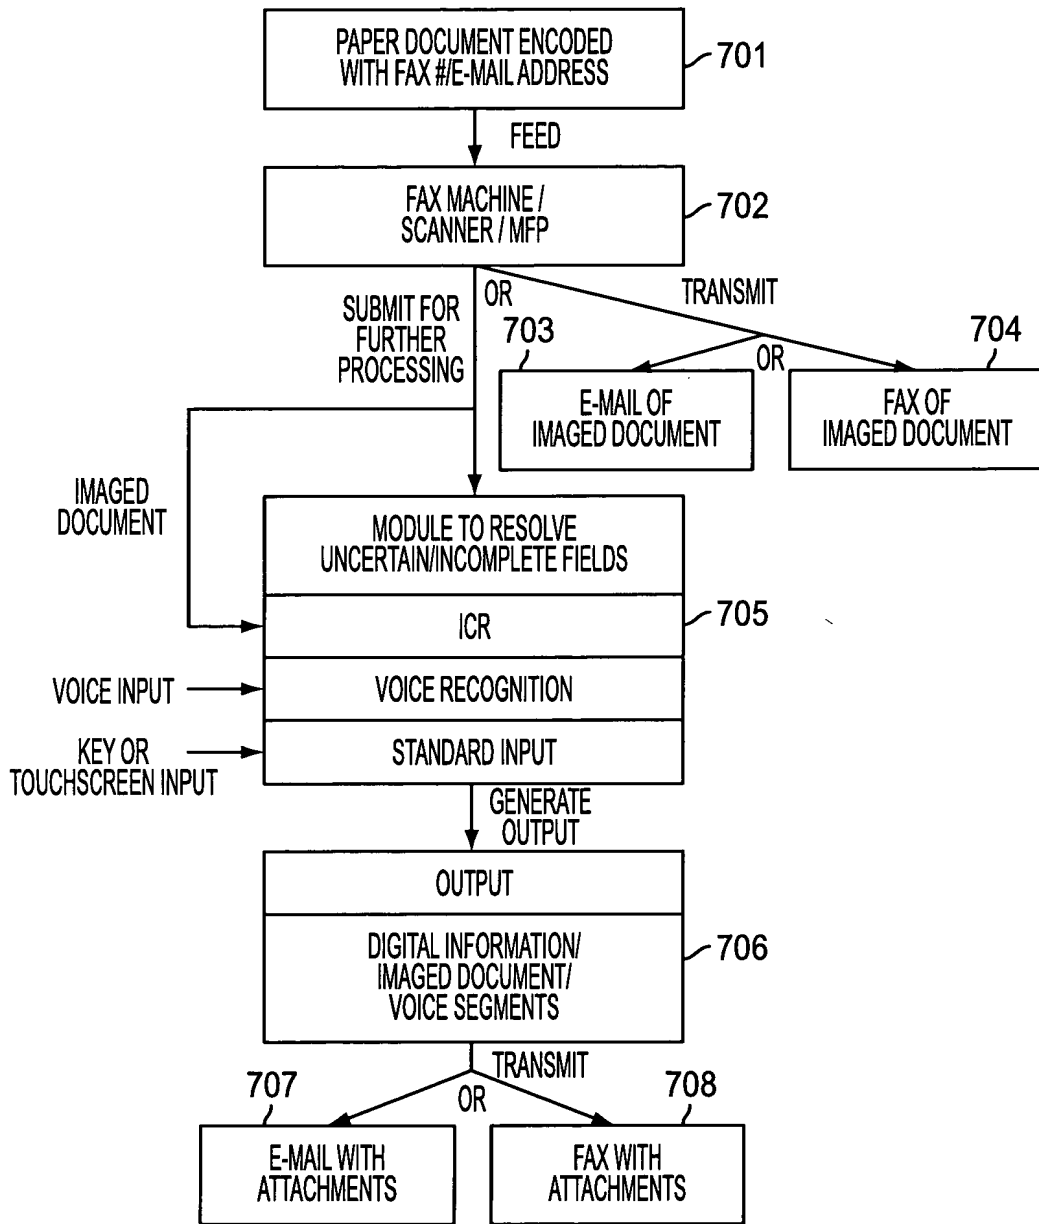 PAPER DOCUMENT ENCODED
WITH FAX #/E-MAIL ADDRESS
701
FEED
FAX MACHINE /
SCANNER / MFP
702
SUBMIT FOR
FURTHER
PROCESSING
OR
TRANSMIT
703
OR
704
E-MAIL OF
IMAGED DOCUMENT
FAX OF
IMAGED DOCUMENT
IMAGED
DOCUMENT
MODULE TO RESOLVE
UNCERTAIN/INCOMPLETE FIELDS
ICR
705
VOICE INPUT
VOICE RECOGNITION
KEY OR
TOUCHSCREEN INPUT
STANDARD INPUT
GENERATE
OUTPUT
OUTPUT
DIGITAL INFORMATION/
IMAGED DOCUMENT/
VOICE SEGMENTS
706
TRANSMIT
OR
707
708
E-MAIL WITH
ATTACHMENTS
FAX WITH
ATTACHMENTS